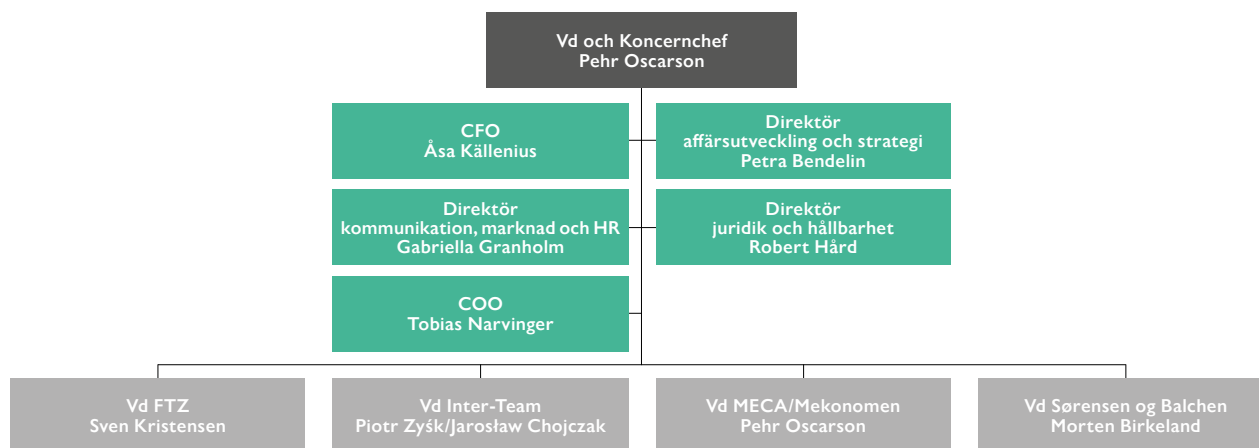 Vd och Koncernchef
Pehr Oscarson
CFO
Åsa Källenius
Direktör
affärsutveckling och strategi
Petra Bendelin
Direktör
kommunikation, marknad och HR
Gabriella Granholm
Direktör
juridik och hållbarhet
Robert Hård
COO
Tobias Narvinger
Vd FTZ
Sven Kristensen
Vd Inter-Team
Piotr Zyśk/Jarosław Chojczak
Vd MECA/Mekonomen
Pehr Oscarson
Vd Sørensen og Balchen
Morten Birkeland